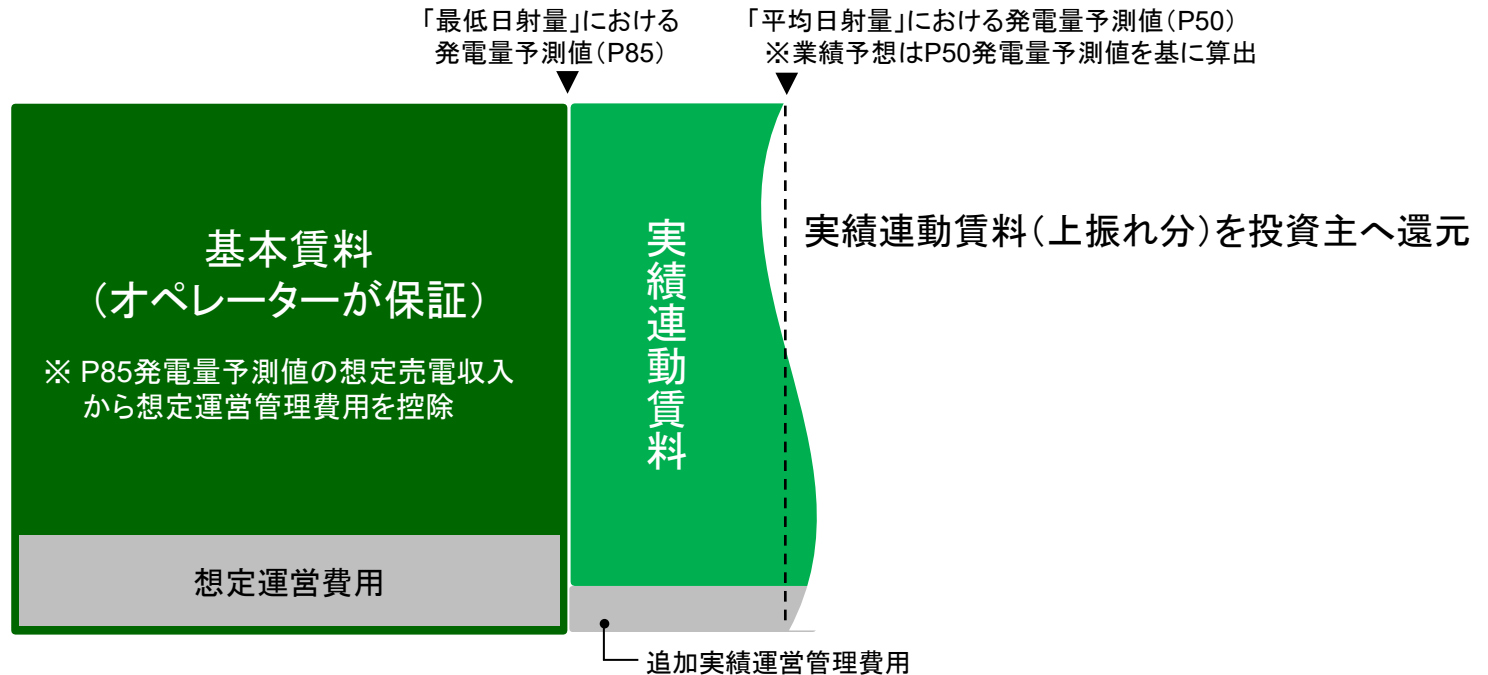 「最低日射量」における
発電量予測値(P85)
「平均日射量」における発電量予測値(P50)
※業績予想はP50発電量予測値を基に算出
基本賃料
(オペレーターが保証)
※ P85発電量予測値の想定売電収入
から想定運営管理費用を控除
想定運営費用
実績連動賃料
実績連動賃料(上振れ分)を投資主へ還元
追加実績運営管理費用